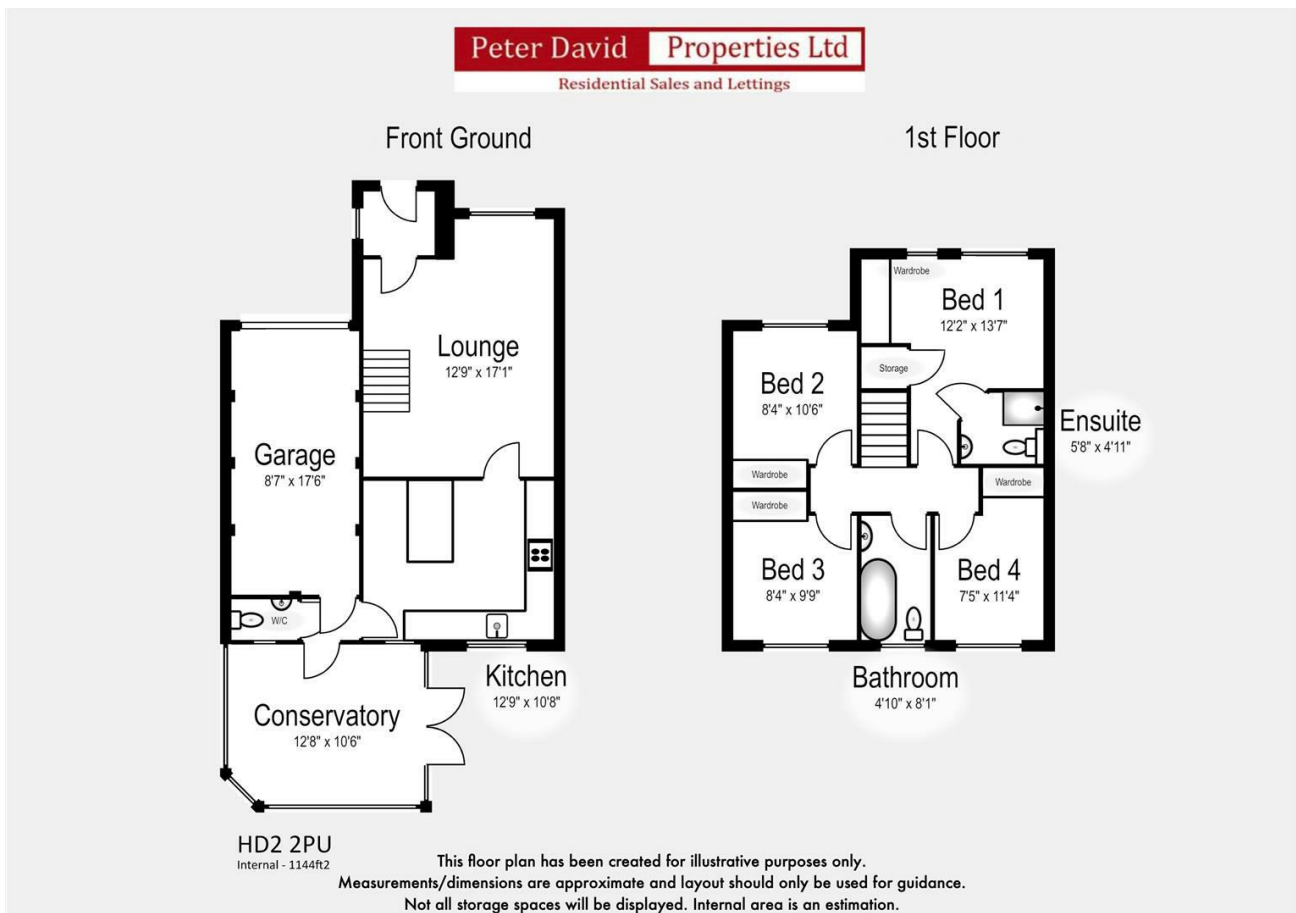 Peter David Properties Ltd
Residential Sales and Lettings
Front Ground
Lounge
12'9" x 17'1"
Garage
8'7" x 17'6"
W/C
Kitchen
12'9" x 10'8"
Conservatory
12'8" x 10'6"
1st Floor
Wardrobe
Bed 1
12'2" x 13'7"
Storage
Bed 2
8'4" x 10'6"
Ensuite
5'8" x 4'11"
Wardrobe
Wardrobe
Wardrobe
Bed 3
8'4" x 9'9"
Bed 4
7'5" x 11'4"
Bathroom
4'10" x 8'1"
HD2 2PU
Internal - 1144ft2
This floor plan has been created for illustrative purposes only.
Measurements/dimensions are approximate and layout should only be used for guidance.
Not all storage spaces will be displayed. Internal area is an estimation.